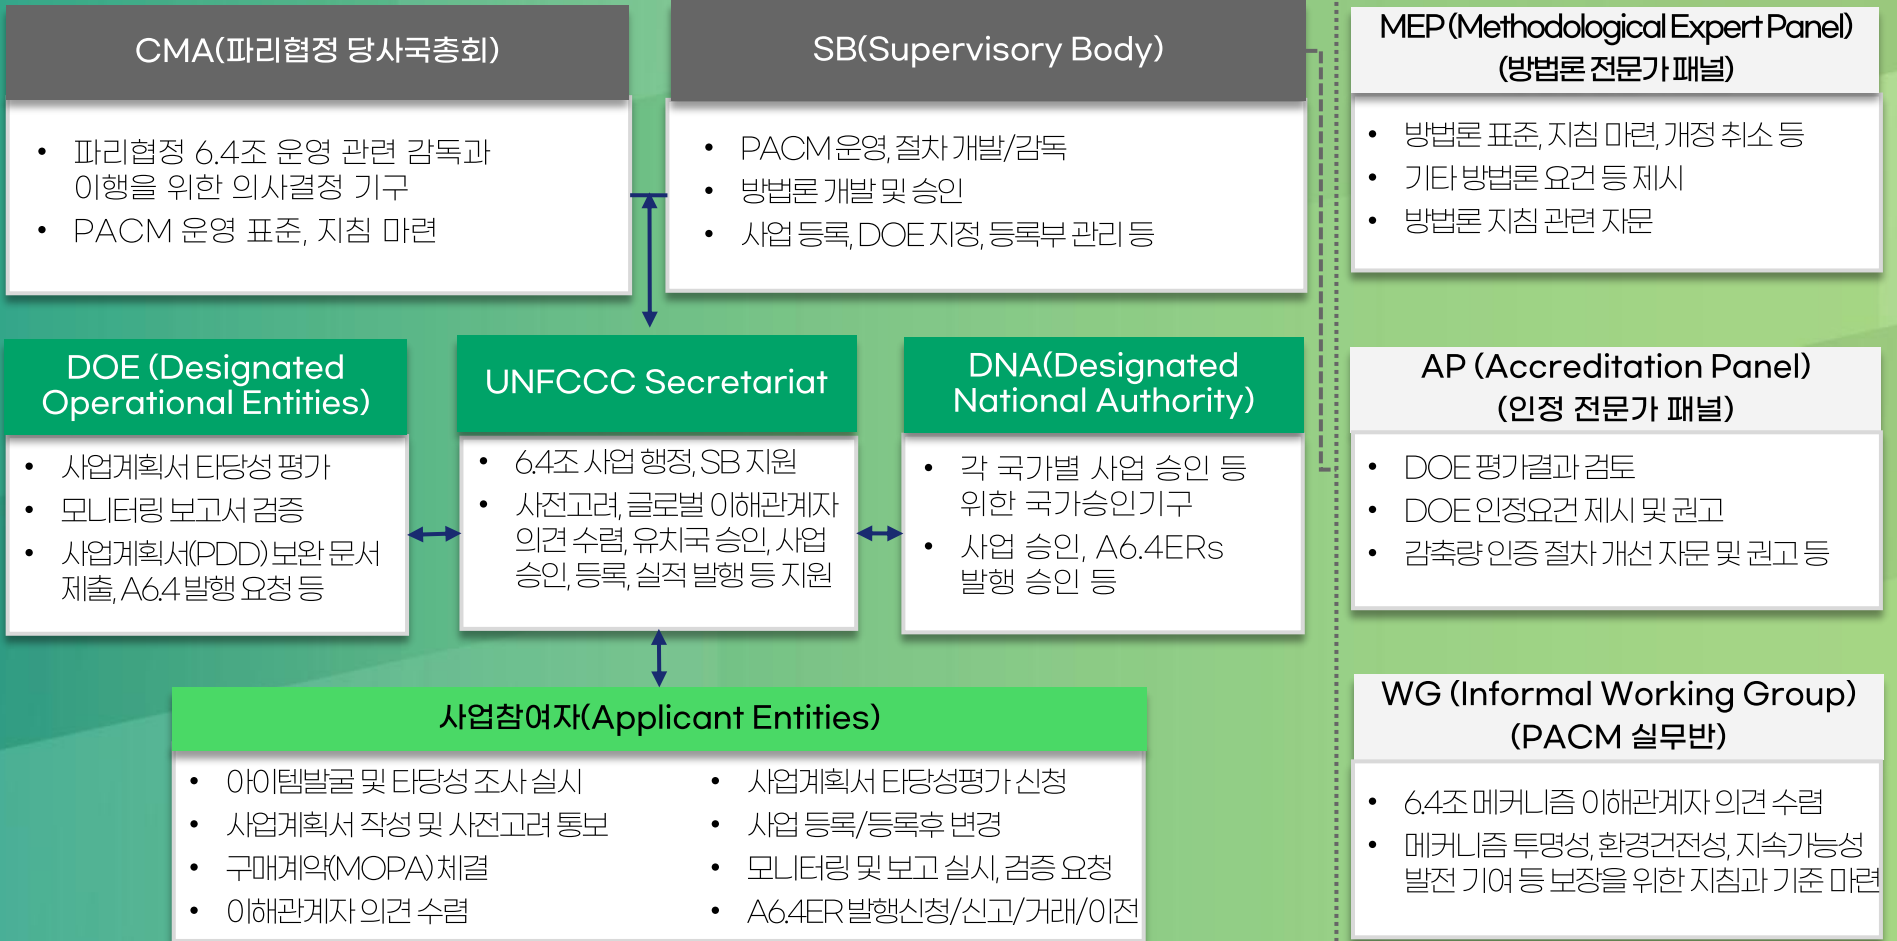 CMA(파리협정 당사국총회)
• 파리협정 6.4조 운영 관련 감독과
이행을 위한 의사결정 기구
• PACM 운영 표준, 지침 마련
SB(Supervisory Body)
• PACM 운영, 절차 개발/감독
• 방법론 개발 및 승인
• 사업 등록, DOE 지정, 등록부 관리 등
MEP (Methodological Expert Panel)
(방법론 전문가 패널)
• 방법론 표준, 지침 마련, 개정 취소 등
• 기타 방법론 요건 등 제시
• 방법론 지침 관련 자문
DOE (Designated
Operational Entities)
• 사업계획서 타당성 평가
• 모니터링 보고서 검증
• 사업계획서(PDD) 보완 문서
제출, A6.4 발행 요청 등
UNFCCC Secretariat
• 6.4조 사업 행정, SB 지원
• 사전고려, 글로벌 이해관계자
의견 수렴, 유치국 승인, 사업
승인, 등록, 실적 발행 등 지원
DNA(Designated
National Authority)
• 각 국가별 사업 승인 등
위한 국가승인기구
• 사업 승인, A6.4ERs
발행 승인 등
AP (Accreditation Panel)
(인정 전문가 패널)
• DOE 평가결과 검토
• DOE 인정요건 제시 및 권고
• 감축량 인증 절차 개선 자문 및 권고 등
사업참여자(Applicant Entities)
• 아이템발굴 및 타당성 조사 실시
• 사업계획서 작성 및 사전고려 통보
• 구매계약(MOPA) 체결
• 이해관계자 의견 수렴
• 사업계획서 타당성평가 신청
• 사업 등록/등록후 변경
• 모니터링 및 보고 실시, 검증 요청
• A6.4ER 발행신청/신고/거래/이전
WG (Informal Working Group)
(PACM 실무반)
• 6.4조 메커니즘 이해관계자 의견 수렴
• 메커니즘 투명성, 환경건전성, 지속가능성
발전 기여 등 보장을 위한 지침과 기준 마련